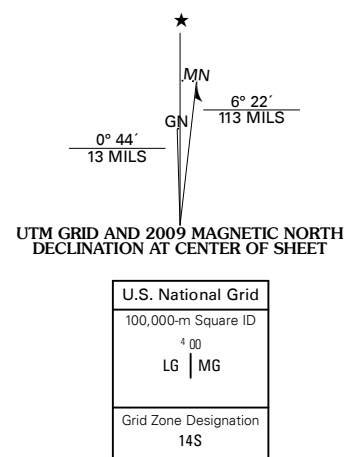 ★
MN
GN
6° 22´
113 MILS
0° 44´
13 MILS
UTM GRID AND 2009 MAGNETIC NORTH
DECLINATION AT CENTER OF SHEET
U.S. National Grid
100,000-m Square ID
⁴ 00
LG | MG
Grid Zone Designation
14S